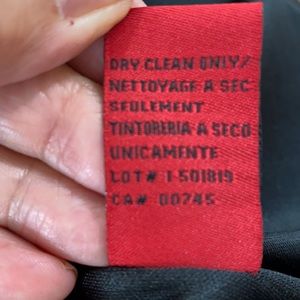 DRY CLEAN ONLY/
NETTOYAGE A SEC
SEULEMENT
TINTORERIA A SECO
UNICAMENTE
LOT# 1-501819
CA# 00745